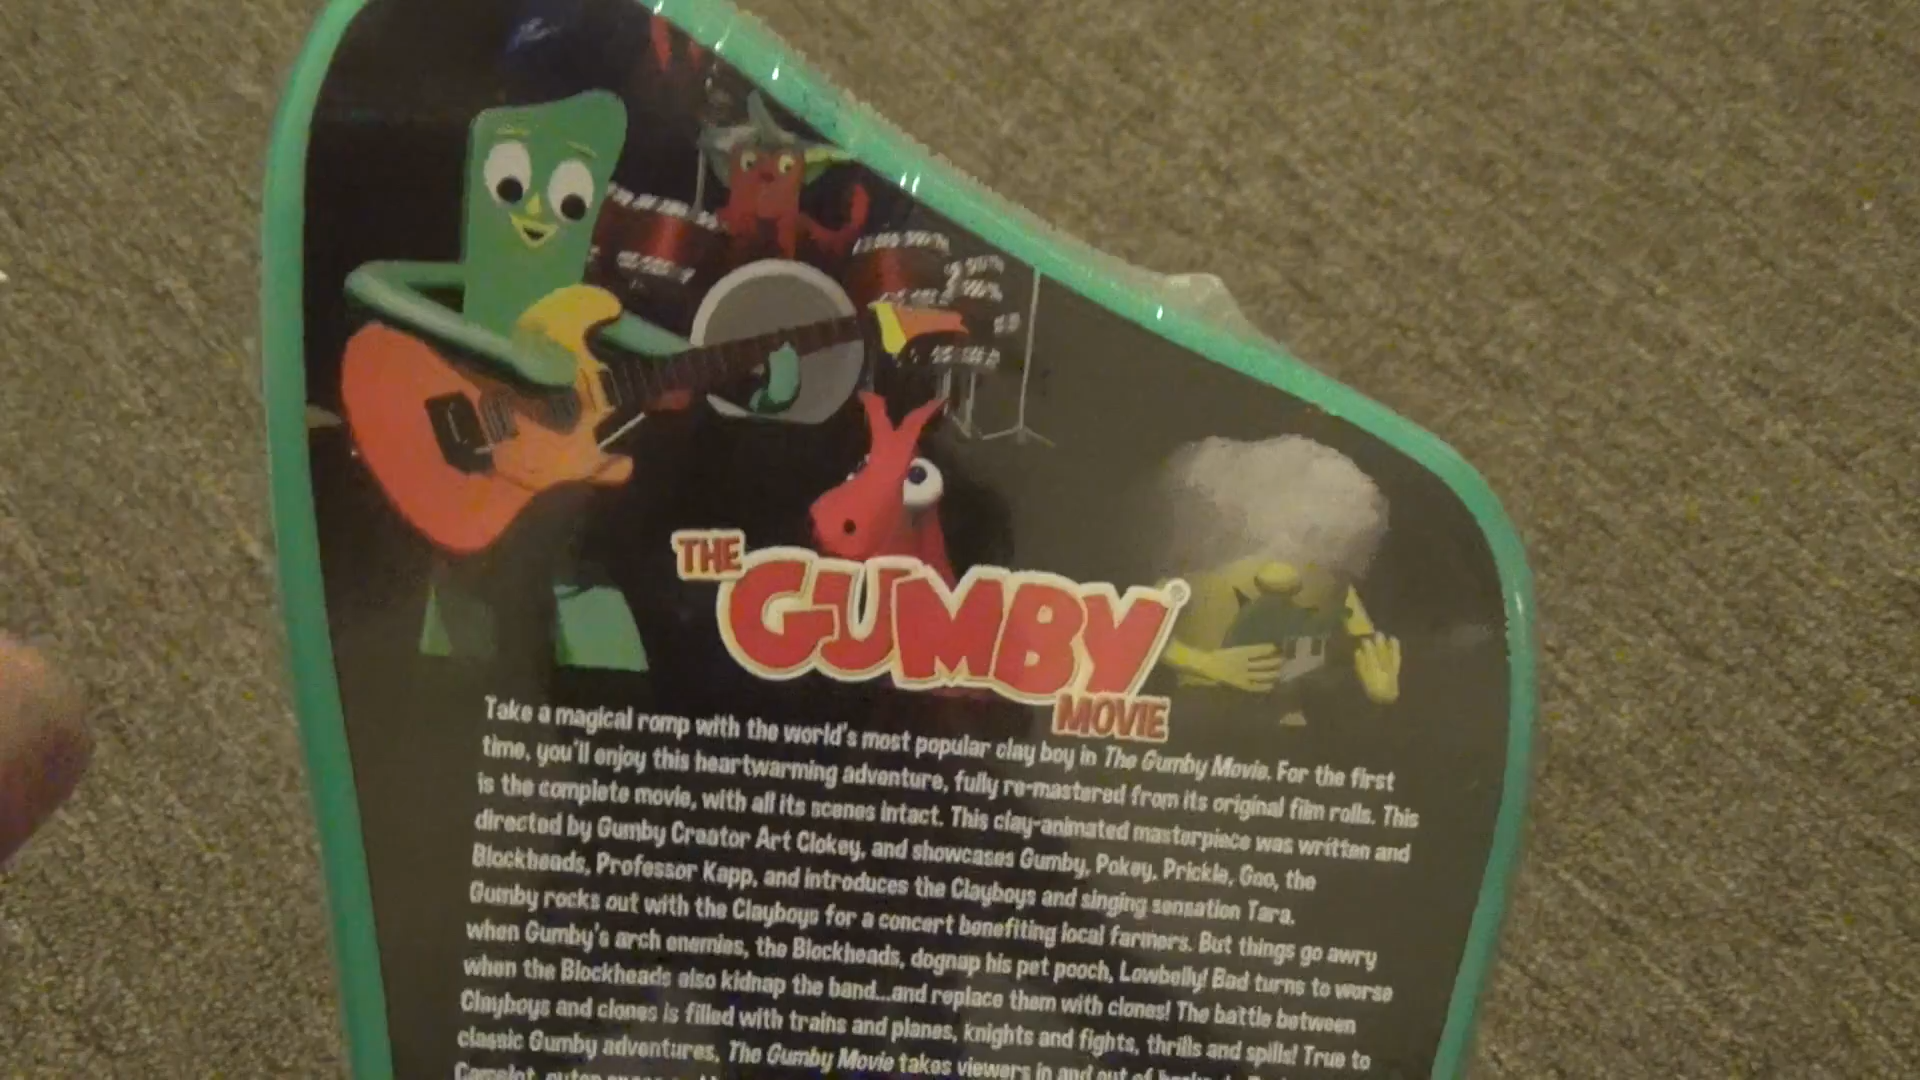 THE
GUMBY®
MOVIE
Take a magical romp with the world's most popular clay boy in The Gumby Movie. For the first
time, you'll enjoy this heartwarming adventure, fully re-mastered from its original film rolls. This
is the complete movie, with all its scenes intact. This clay-animated masterpiece was written and
directed by Gumby Creator Art Clokey, and showcases Gumby, Pokey, Prickle, Goo, the
Blockheads, Professor Kapp, and introduces the Clayboys and singing sensation Tara.
Gumby rocks out with the Clayboys for a concert benefiting local farmers. But things go awry
when Gumby's arch enemies, the Blockheads, dognap his pet pooch, Lowbelly! Bad turns to worse
when the Blockheads also kidnap the band...and replace them with clones! The battle between
Clayboys and clones is filled with trains and planes, knights and fights, thrills and spills! True to
classic Gumby adventures, The Gumby Movie takes viewers in and out of
Camelot, outer